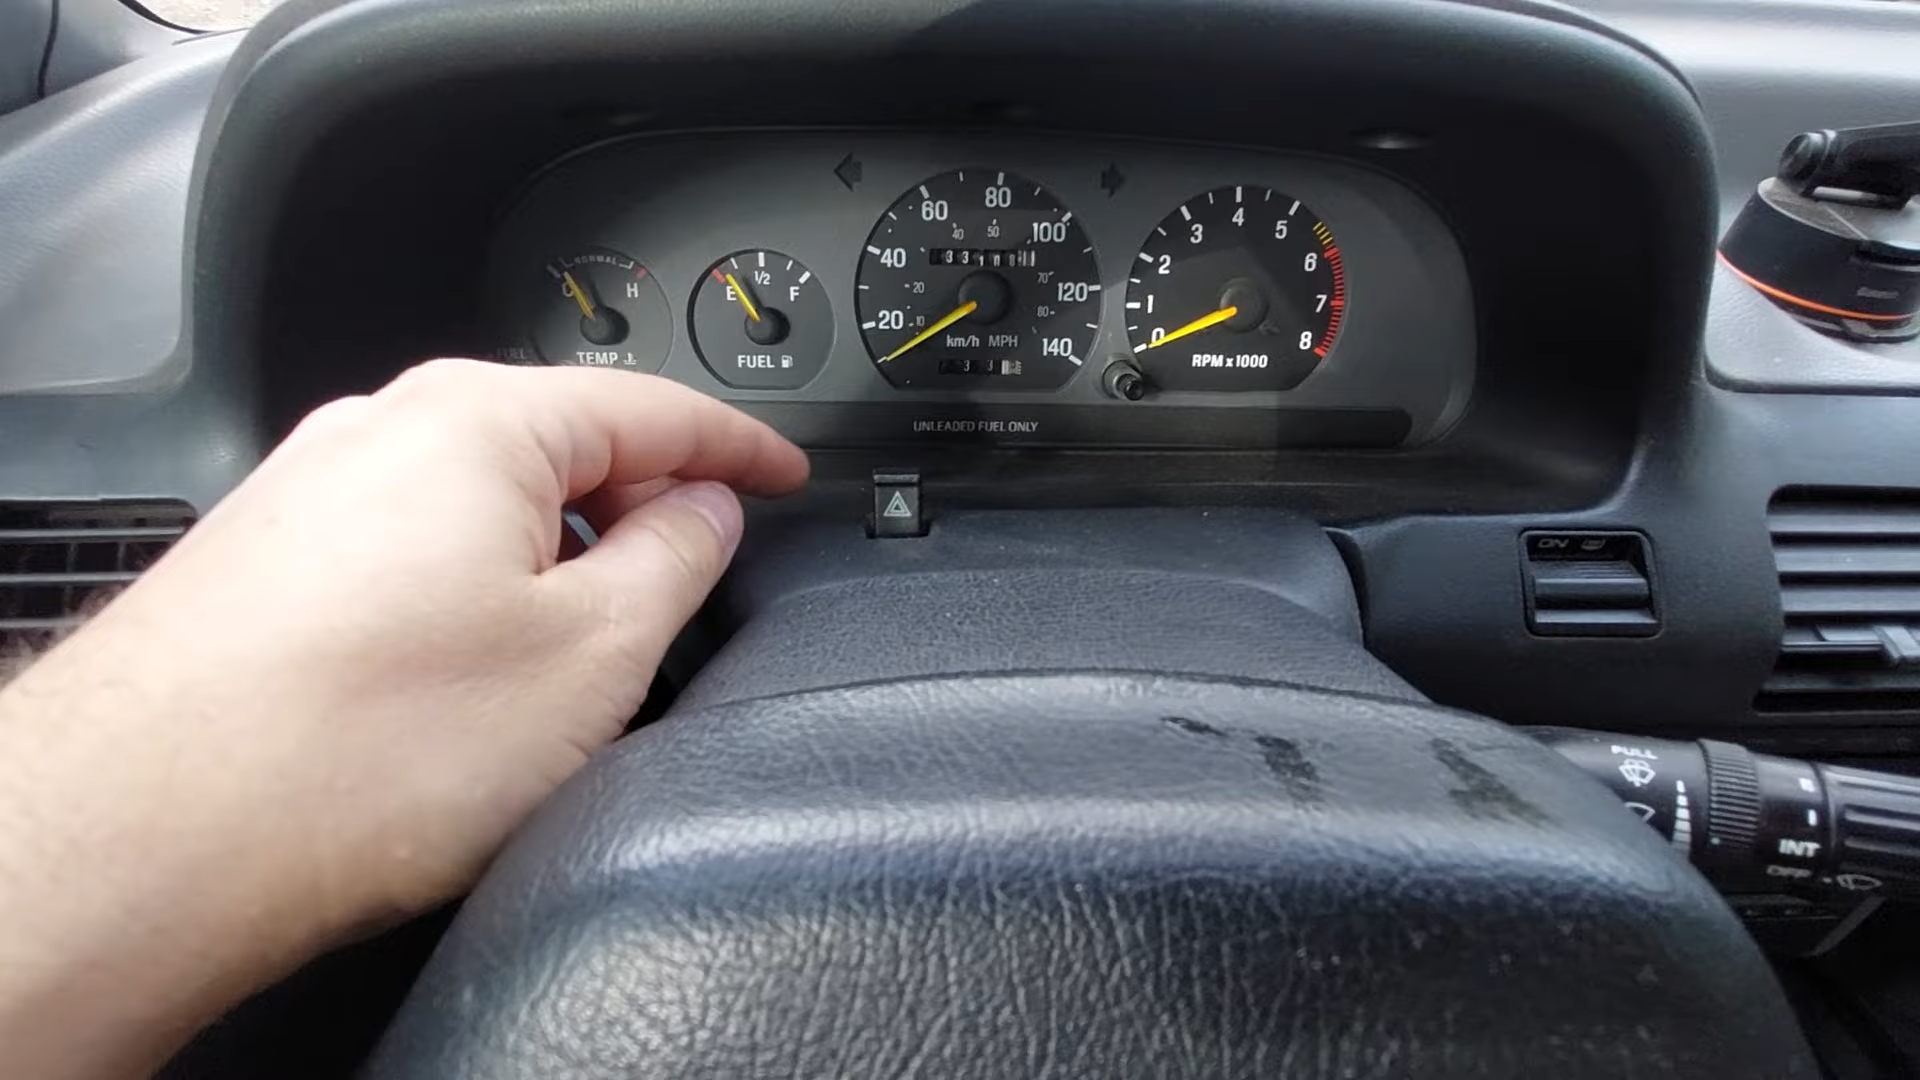 NORMAL
C H
TEMP
E 1/2 F
FUEL
20 40 60 80 100 120 140
10 20 40 50 70 80
km/h MPH
0 1 2 3 4 5 6 7 8
RPM x 1000
UNLEADED FUEL ONLY
ON
PULL
INT
OFF